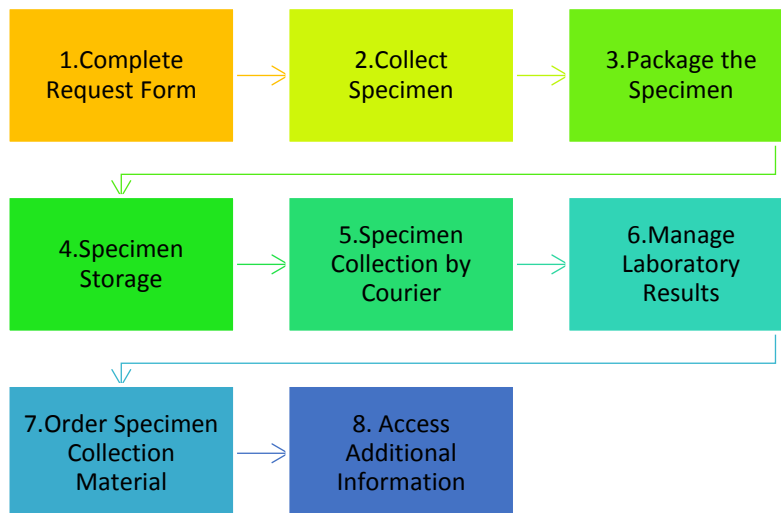 1.Complete
Request Form
2.Collect
Specimen
3.Package the
Specimen
4.Specimen
Storage
5.Specimen
Collection by
Courier
6.Manage
Laboratory
Results
7.Order Specimen
Collection
Material
8. Access
Additional
Information